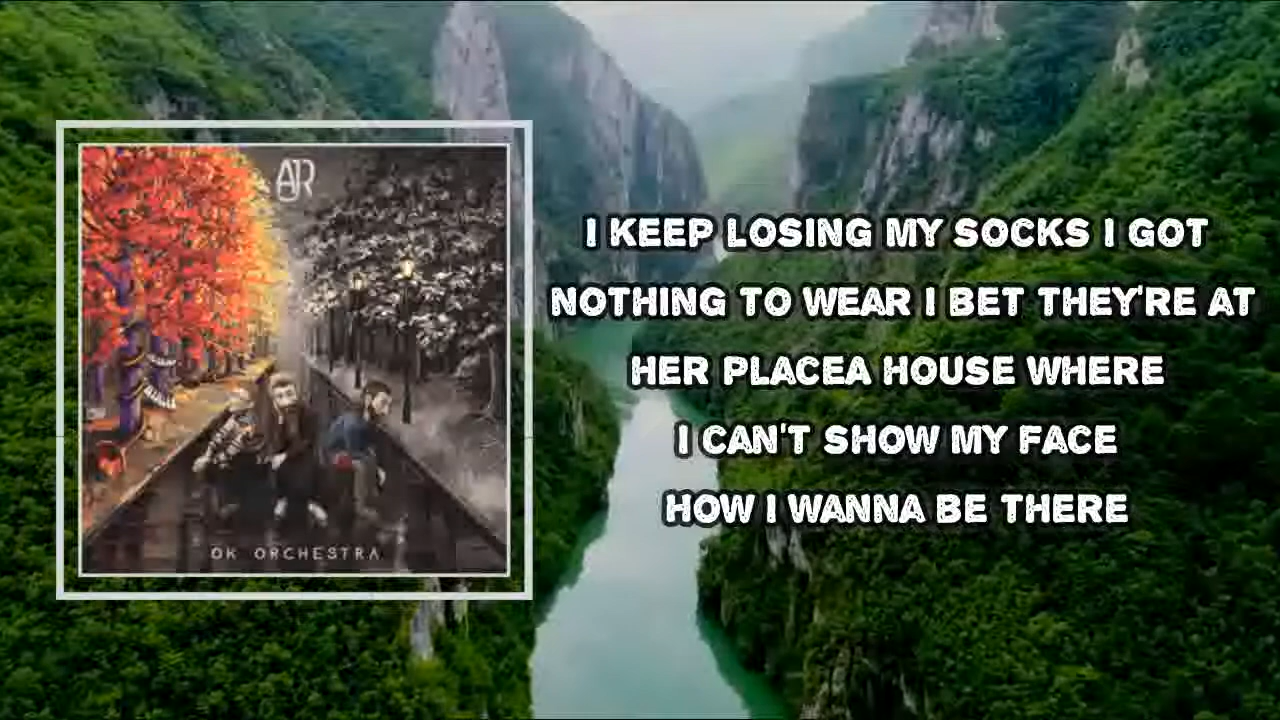 AJR
OK ORCHESTRA
I KEEP LOSING MY SOCKS I GOT
NOTHING TO WEAR I BET THEY'RE AT
HER PLACEA HOUSE WHERE
I CAN'T SHOW MY FACE
HOW I WANNA BE THERE